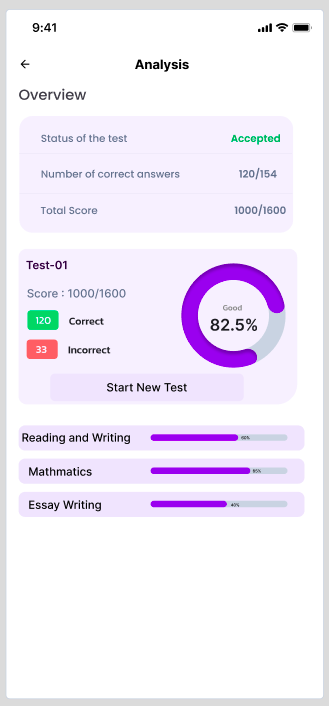 9:41
Analysis
Overview
Status of the test Accepted
Number of correct answers 120/154
Total Score 1000/1600
Test-01
Score : 1000/1600
120 Correct
33 Incorrect
Good
82.5%
Start New Test
Reading and Writing 60%
Mathmatics 85%
Essay Writing 40%